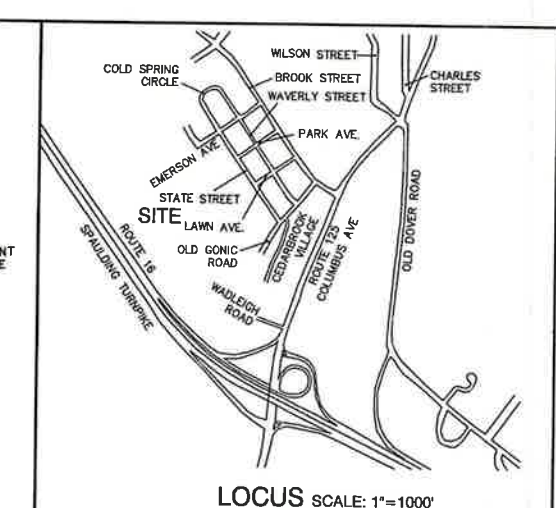 WILSON STREET
COLD SPRING
CIRCLE
BROOK STREET
CHARLES
STREET
WAVERLY STREET
PARK AVE.
EMERSON AVE
STATE STREET
SITE
LAWN AVE.
OLD GONIC
ROAD
CEDARBROOK
VILLAGE
ROUTE 125
COLUMBUS AVE
OLD DOVER ROAD
ROUTE 16
SPAULDING TURNPIKE
WADLEIGH
ROAD
NT
E
LOCUS SCALE: 1"=1000'